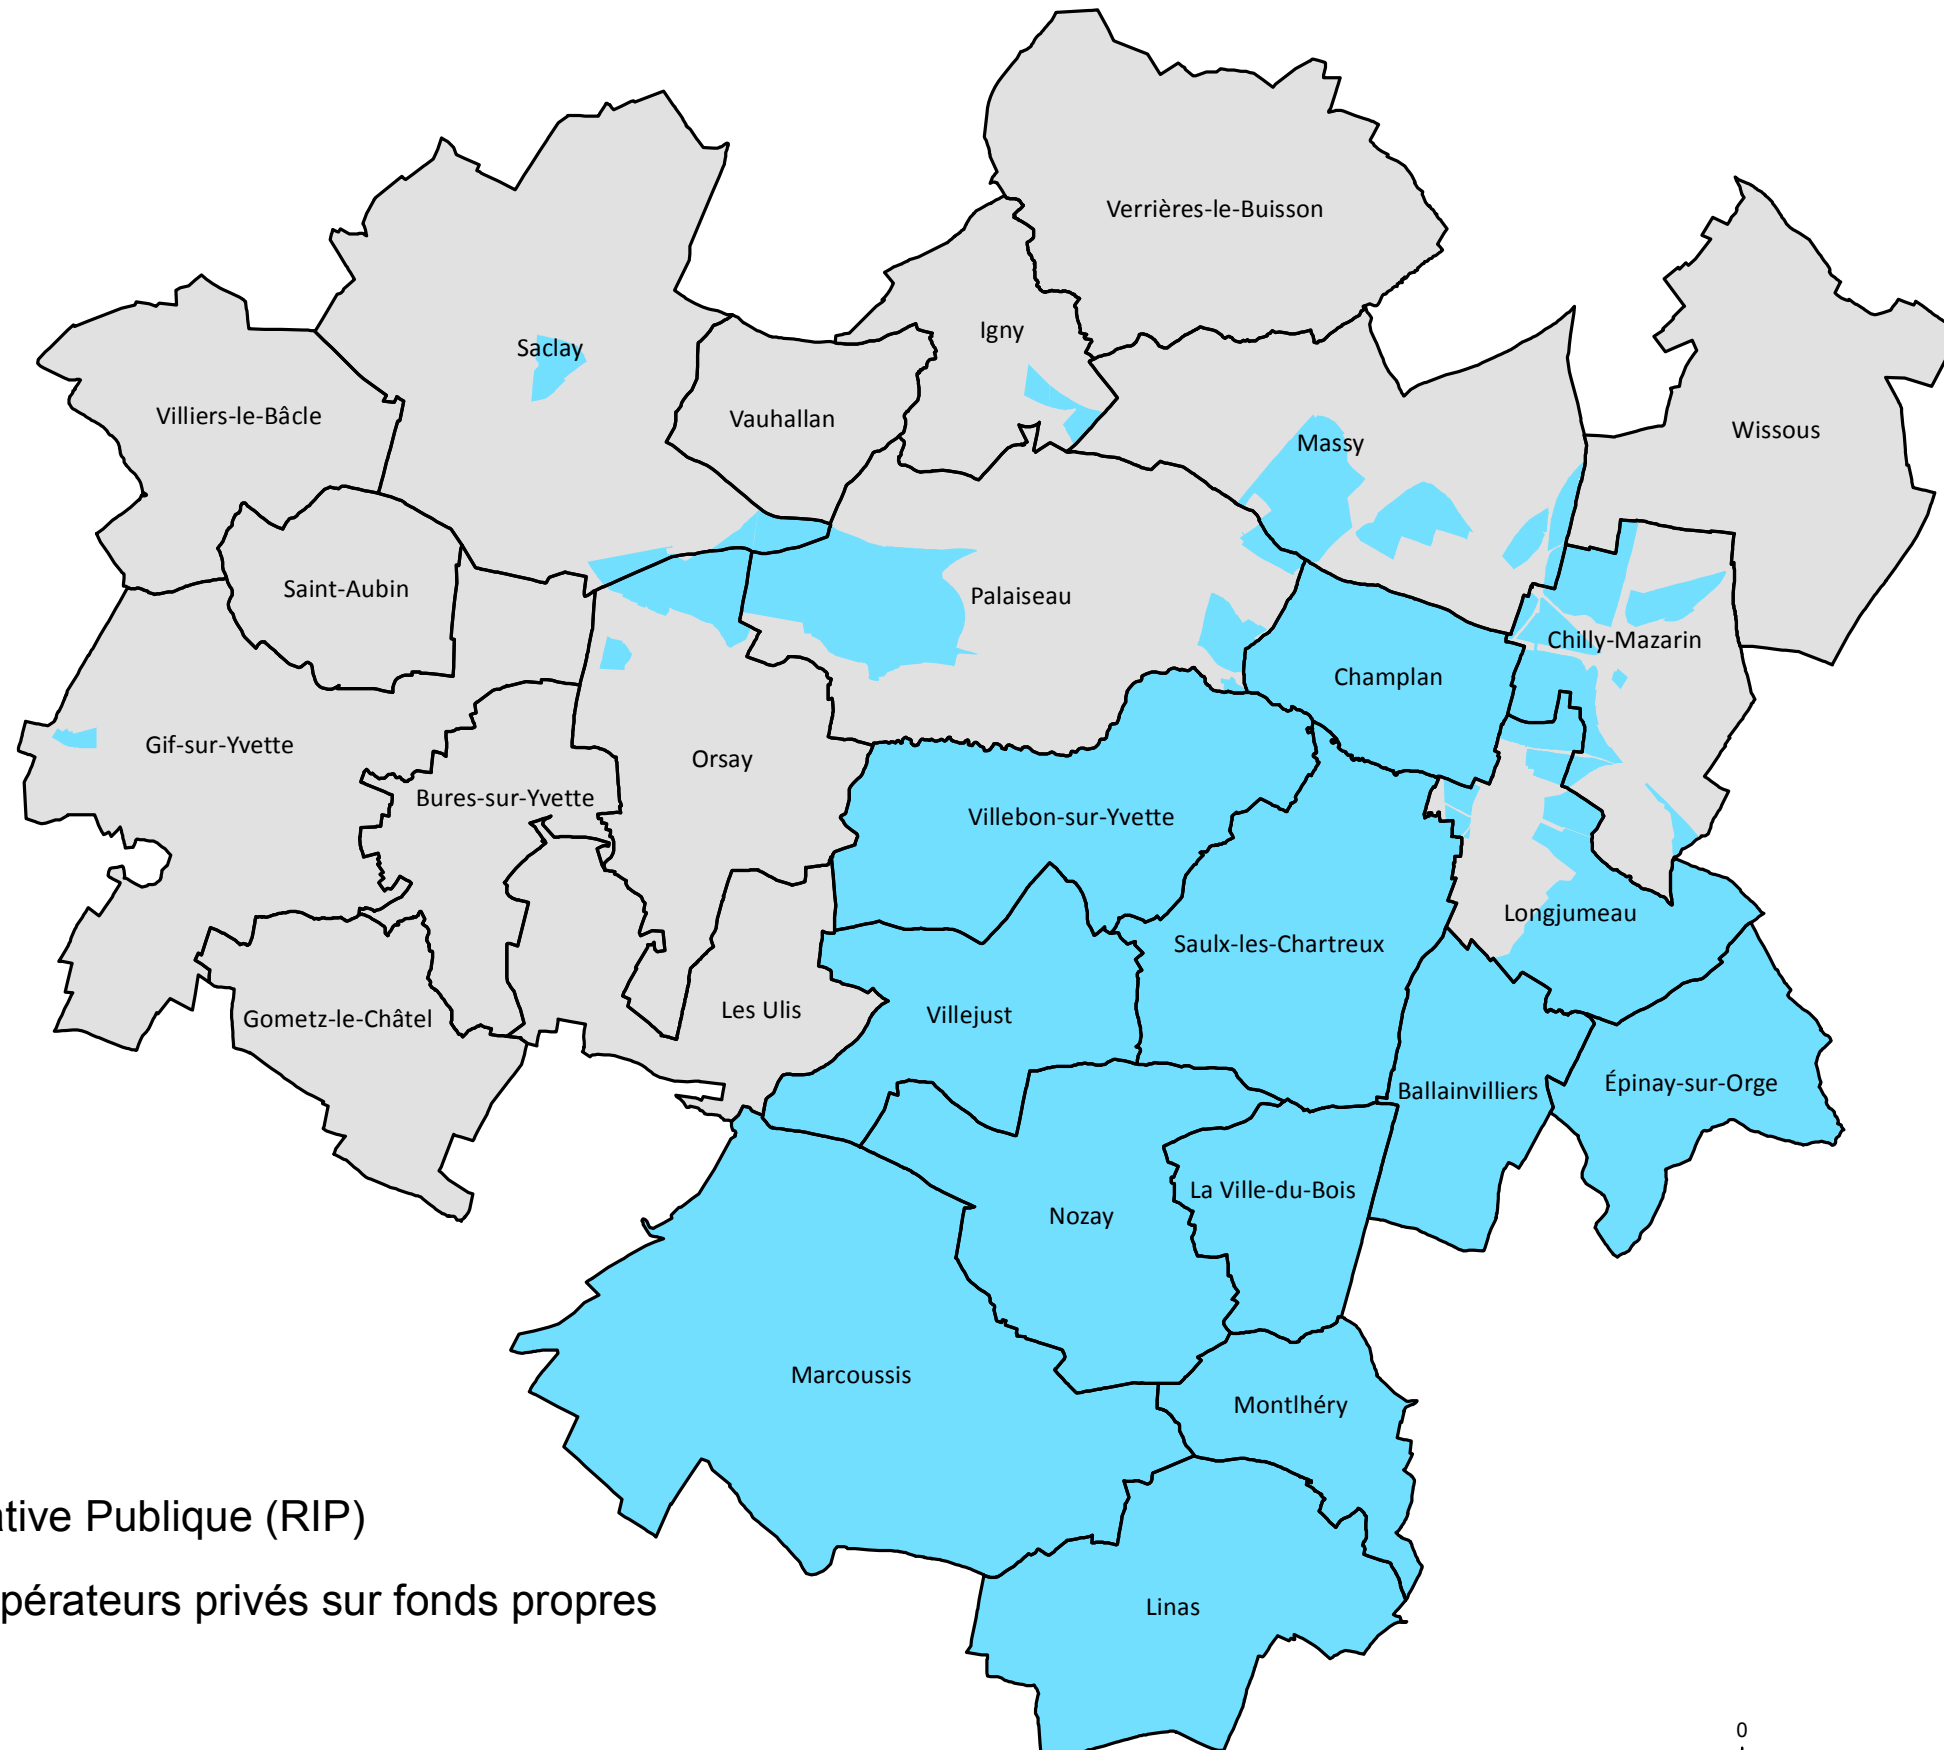 Verrières-le-Buisson
Igny
Saclay
Villiers-le-Bâcle
Vauhallan
Massy
Wissous
Saint-Aubin
Palaiseau
Chilly-Mazarin
Champlan
Gif-sur-Yvette
Orsay
Bures-sur-Yvette
Villebon-sur-Yvette
Longjumeau
Saulx-les-Chartreux
Les Ulis
Villejust
Gometz-le-Châtel
Ballainvilliers
Épinay-sur-Orge
La Ville-du-Bois
Nozay
Marcoussis
Montlhéry
ative Publique (RIP)
pérateurs privés sur fonds propres
Linas
0